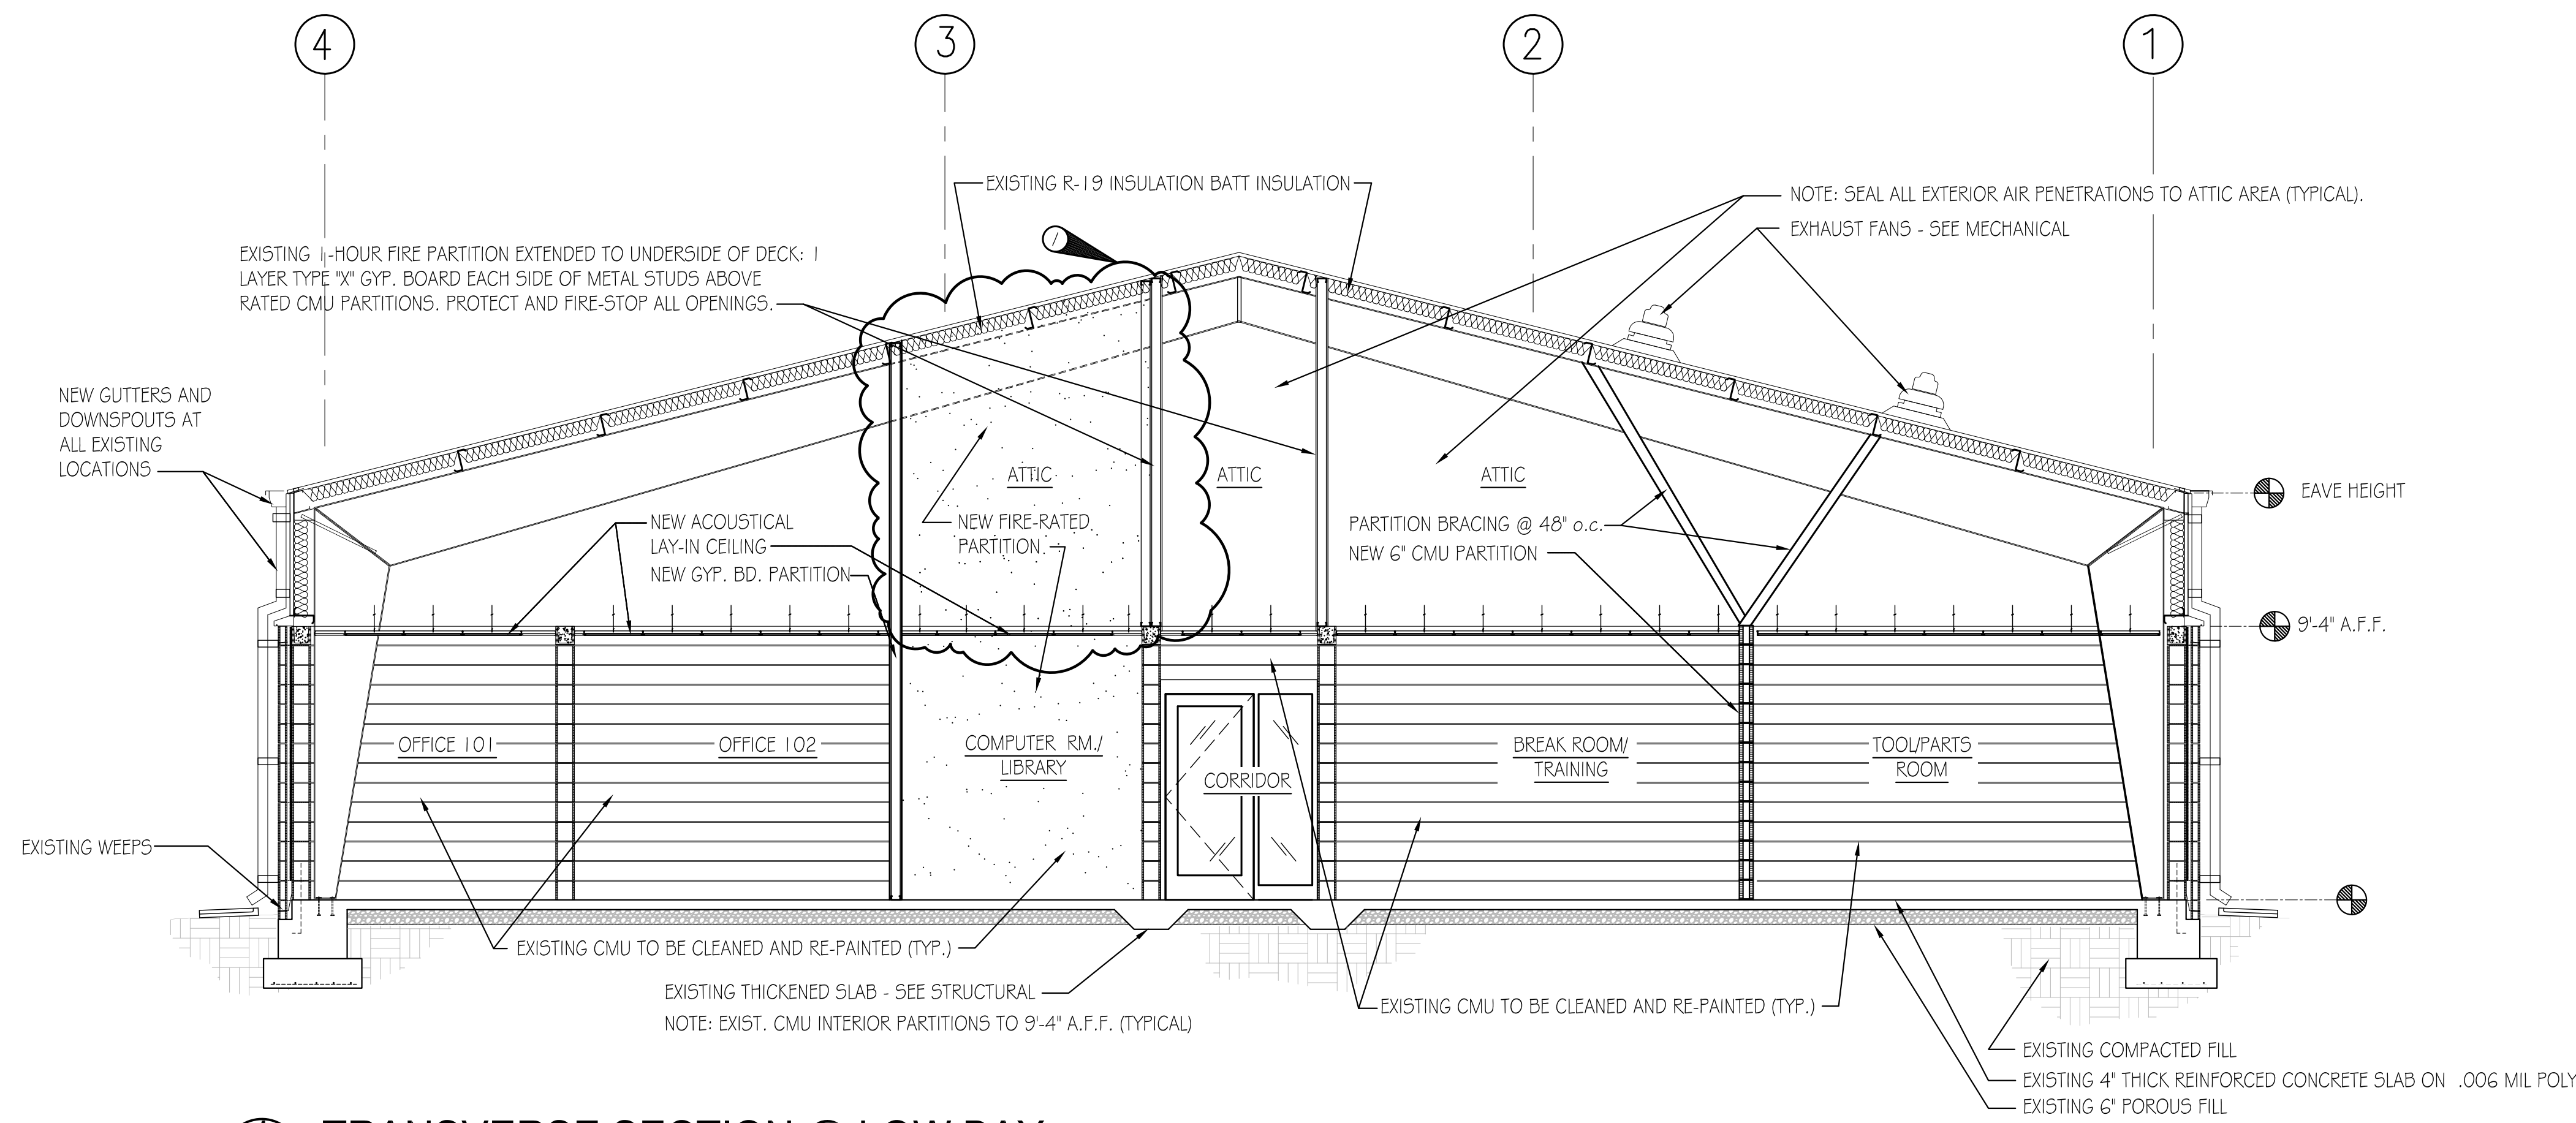 4
3
2
1
EXISTING R-19 INSULATION BATT INSULATION
NOTE: SEAL ALL EXTERIOR AIR PENETRATIONS TO ATTIC AREA (TYPICAL).
EXHAUST FANS - SEE MECHANICAL
EXISTING 1-HOUR FIRE PARTITION EXTENDED TO UNDERSIDE OF DECK: 1
LAYER TYPE "X" GYP. BOARD EACH SIDE OF METAL STUDS ABOVE
RATED CMU PARTITIONS. PROTECT AND FIRE-STOP ALL OPENINGS.
NEW GUTTERS AND
DOWNSPOUTS AT
ALL EXISTING
LOCATIONS
ATTIC
ATTIC
ATTIC
EAVE HEIGHT
NEW ACOUSTICAL
LAY-IN CEILING
NEW GYP. BD. PARTITION
NEW FIRE-RATED
PARTITION
PARTITION BRACING @ 48" o.c.
NEW 6" CMU PARTITION
9'-4" A.F.F.
OFFICE 101
OFFICE 102
COMPUTER RM./
LIBRARY
CORRIDOR
BREAK ROOM/
TRAINING
TOOL/PARTS
ROOM
EXISTING WEEPS
EXISTING CMU TO BE CLEANED AND RE-PAINTED (TYP.)
EXISTING THICKENED SLAB - SEE STRUCTURAL
NOTE: EXIST. CMU INTERIOR PARTITIONS TO 9'-4" A.F.F. (TYPICAL)
EXISTING CMU TO BE CLEANED AND RE-PAINTED (TYP.)
EXISTING COMPACTED FILL
EXISTING 4" THICK REINFORCED CONCRETE SLAB ON .006 MIL POLY
EXISTING 6" POROUS FILL
TRANSVERSE SECTION @ LOW BAY